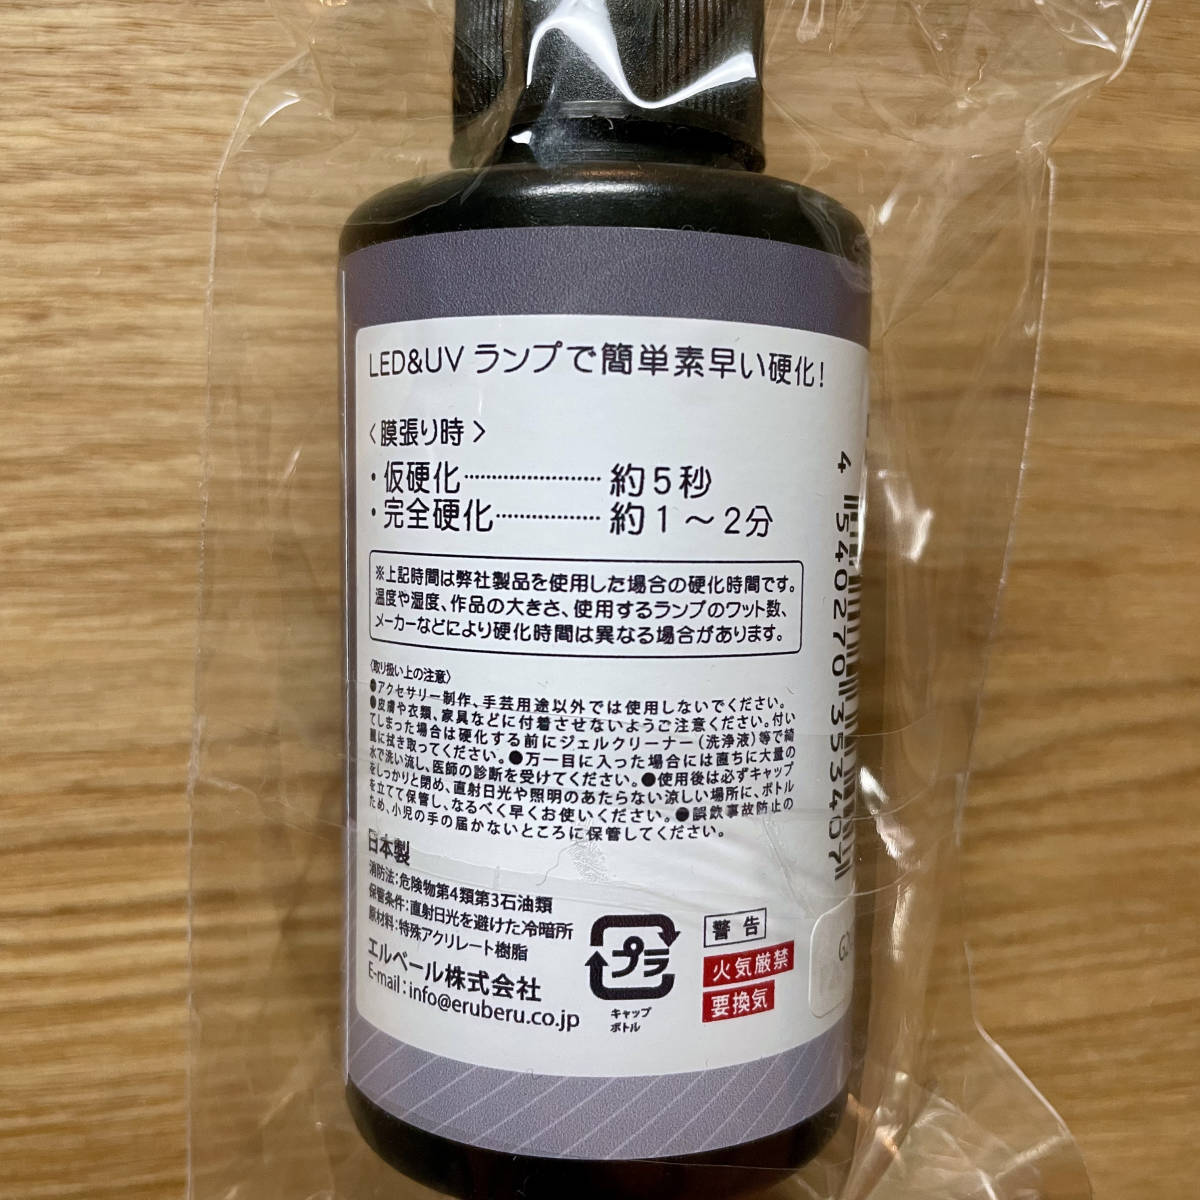 LED&UV ランプで簡単素早い硬化!
<膜張り時>
・仮硬化……………………約5秒
・完全硬化………………約1~2分
※上記時間は弊社製品を使用した場合の硬化時間です。
温度や湿度、作品の大きさ、使用するランプのワット数、
メーカーなどにより硬化時間は異なる場合があります。
〈取り扱い上の注意〉
●アクセサリー制作、手芸用途以外では使用しないでください。
●皮膚や衣類、家具などに付着させないようご注意ください。付い
てしまった場合は硬化する前にジェルクリーナー(洗浄液)等で綺
麗に拭き取ってください。●万一目に入った場合には直ちに大量の
水で洗い流し、医師の診断を受けてください。●使用後は必ずキャップ
をしっかりと閉め、直射日光や照明のあたらない涼しい場所に、ボトル
を立てて保管し、なるべく早くお使いください。●誤飲事故防止の
ため、小児の手の届かないところに保管してください。
日本製
消防法:危険物第4類第3石油類
保管条件:直射日光を避けた冷暗所
原材料:特殊アクリレート樹脂
エルベール株式会社
E-mail:info@eruberu.co.jp
プラ
キャップ
ボトル
警告
火気厳禁
要換気
4 540270 353407